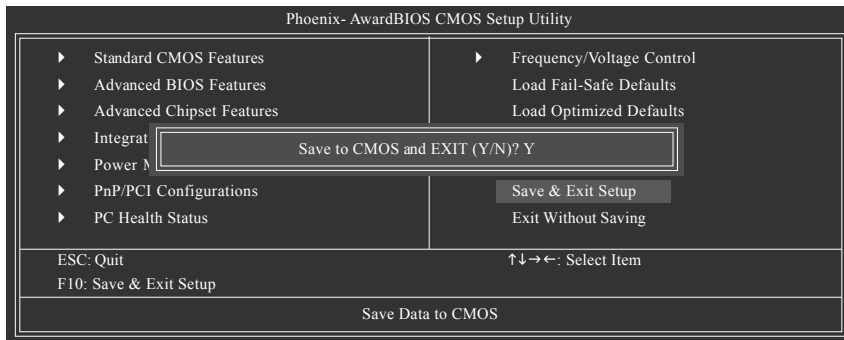 Phoenix- AwardBIOS CMOS Setup Utility
Standard CMOS Features
Advanced BIOS Features
Advanced Chipset Features
Integrat
Power M
PnP/PCI Configurations
PC Health Status
Frequency/Voltage Control
Load Fail-Safe Defaults
Load Optimized Defaults
Save to CMOS and EXIT (Y/N)? Y
Save & Exit Setup
Exit Without Saving
ESC: Quit
F10: Save & Exit Setup
↑↓→←: Select Item
Save Data to CMOS